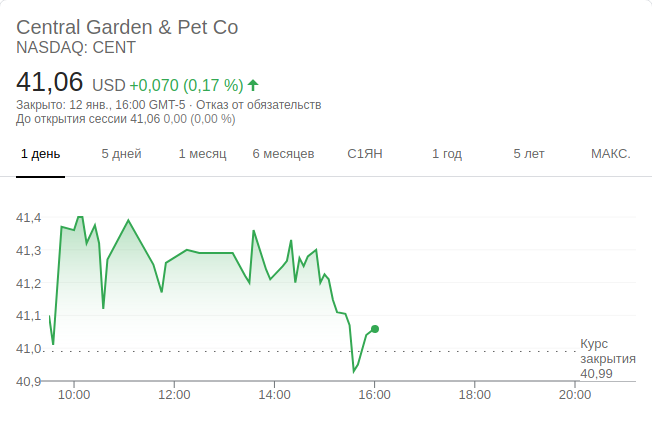 Central Garden & Pet Co
NASDAQ: CENT
41,06 USD +0,070 (0,17 %)
Закрыто: 12 янв., 16:00 GMT-5 · Отказ от обязательств
До открытия сессии 41,06 0,00 (0,00 %)
1 день 5 дней 1 месяц 6 месяцев С1ЯН 1 год 5 лет МАКС.
41,4
41,3
41,2
41,1
41,0
40,9
Курс
закрытия
40,99
10:00 12:00 14:00 16:00 18:00 20:00